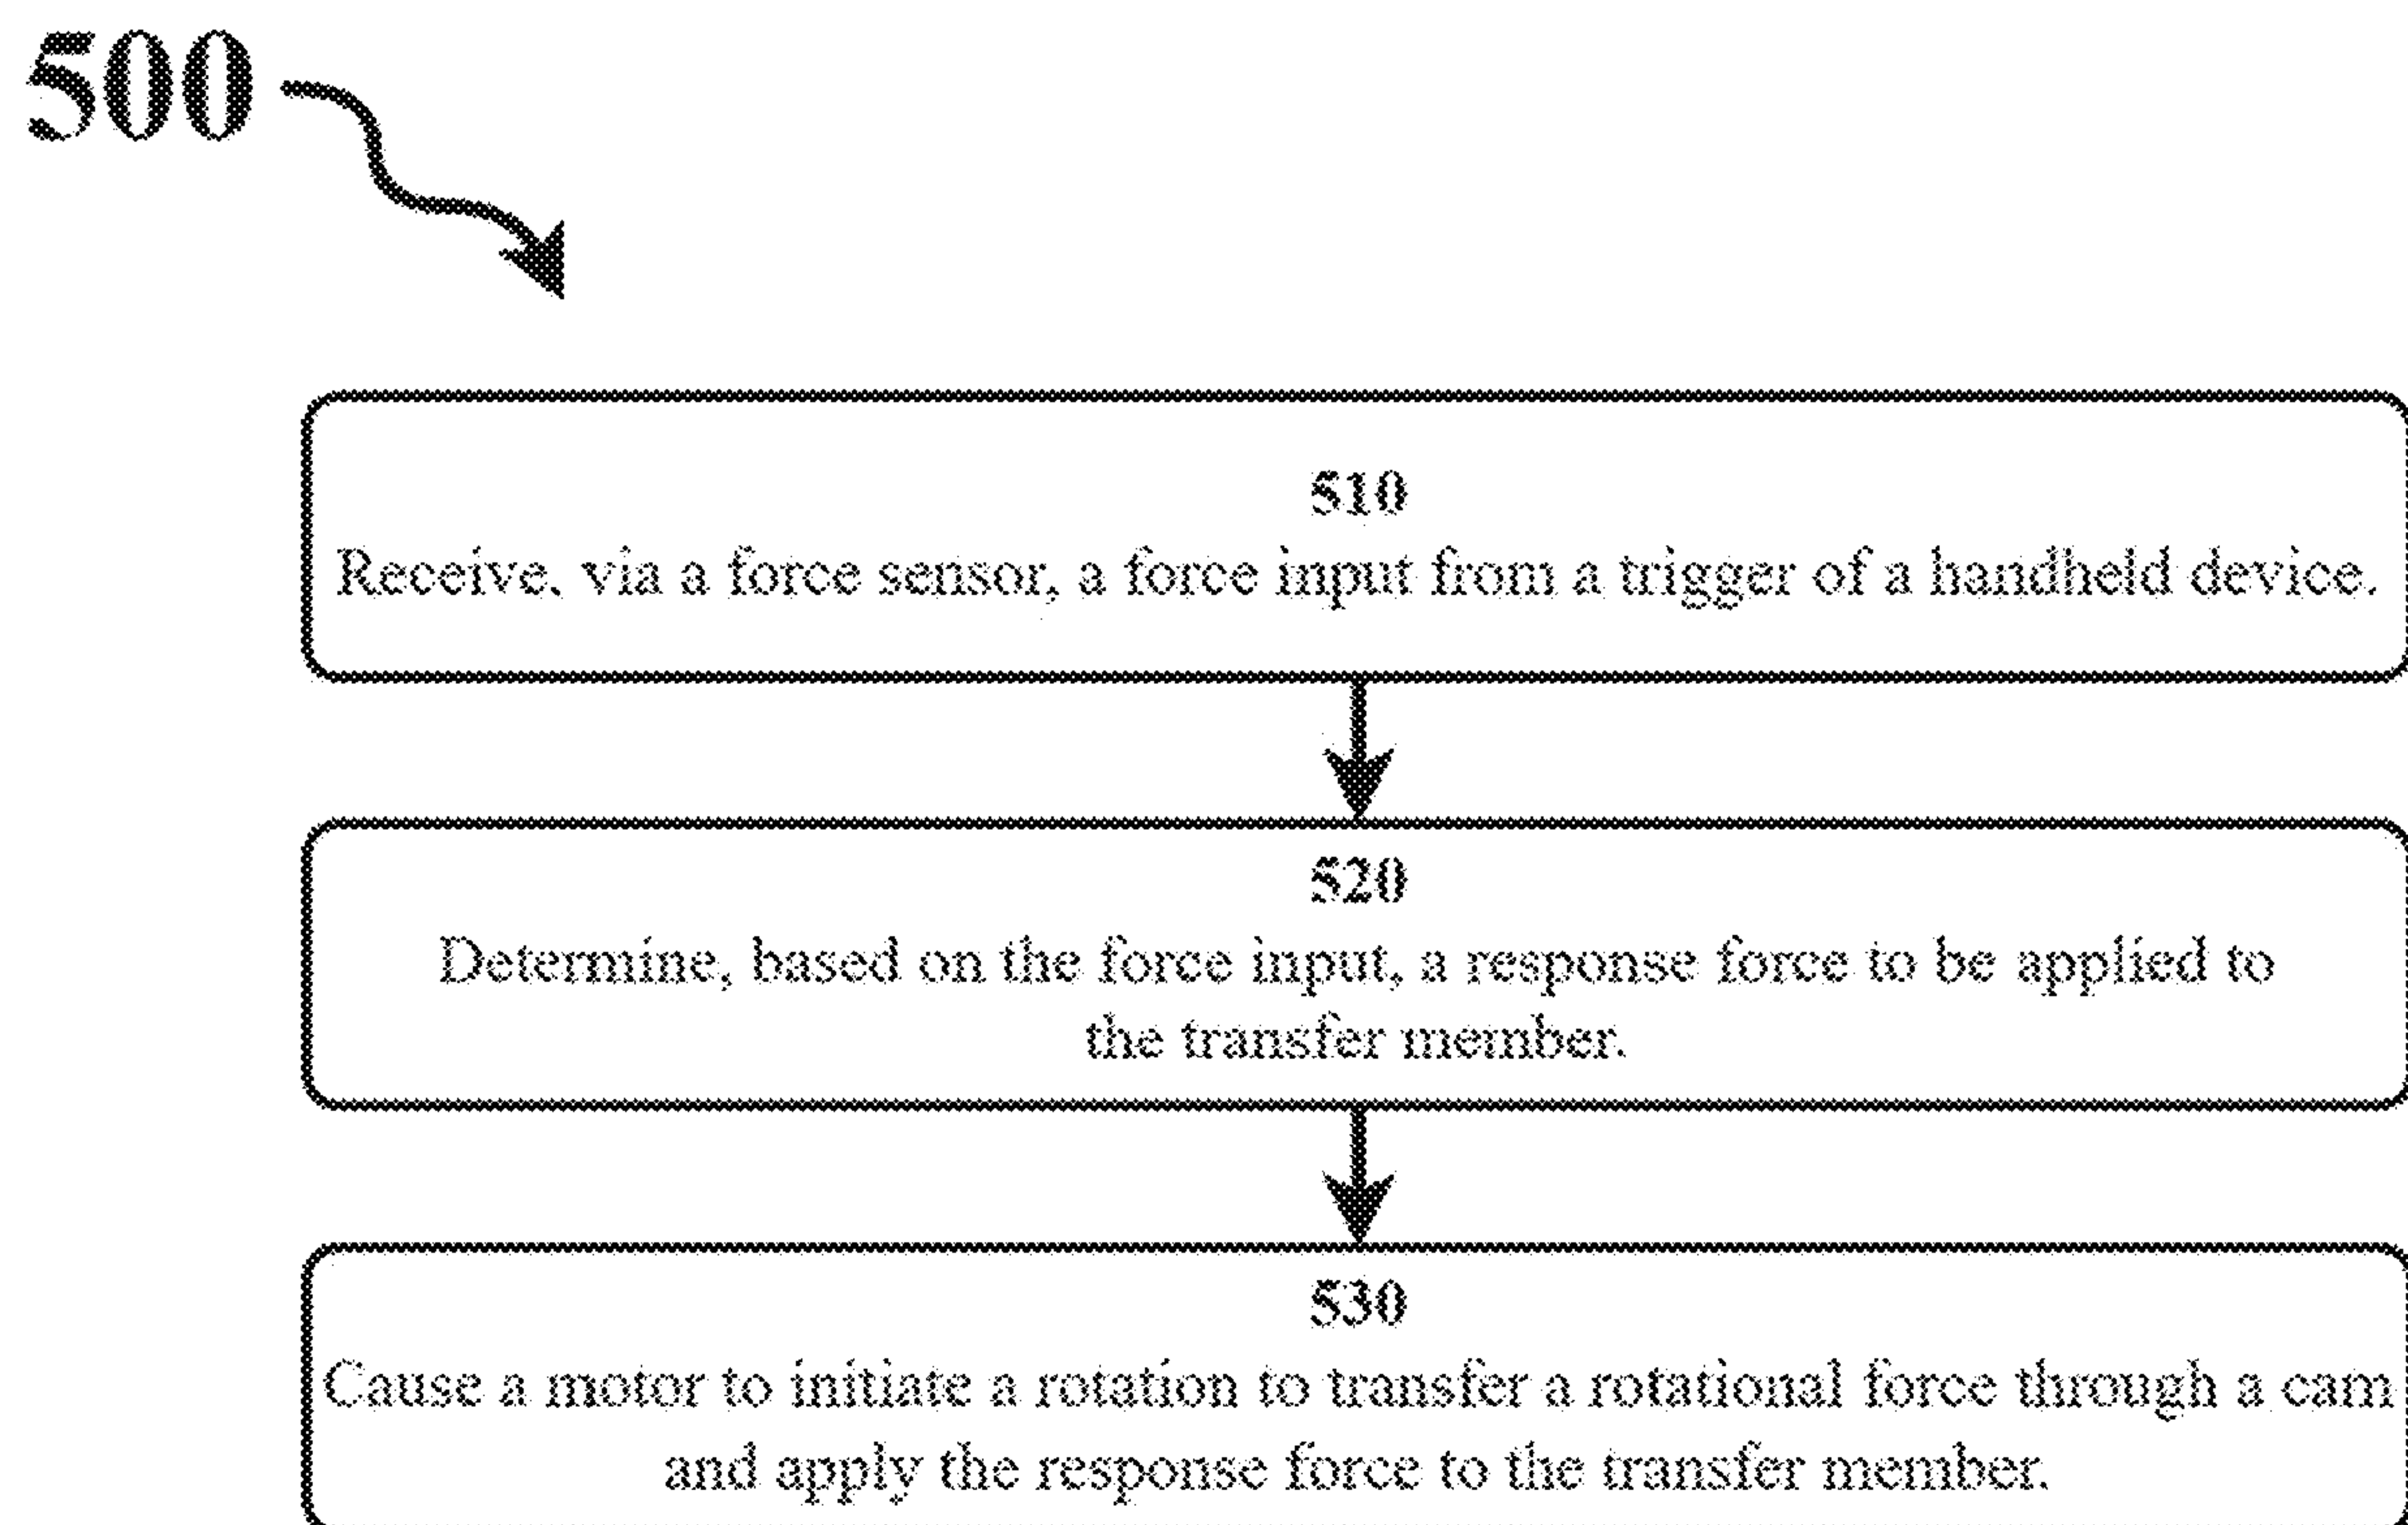 500
510
Receive, via a force sensor, a force input from a trigger of a handheld device.
520
Determine, based on the force input, a response force to be applied to
the transfer member.
530
Cause a motor to initiate a rotation to transfer a rotational force through a cam
and apply the response force to the transfer member.